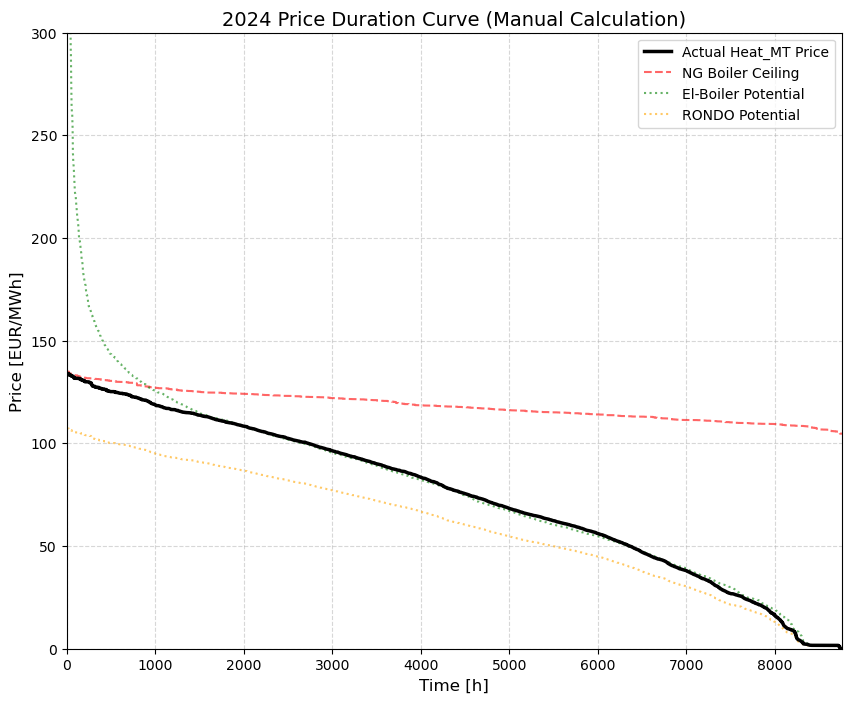 2024 Price Duration Curve (Manual Calculation)
Price [EUR/MWh]
300
250
200
150
100
50
0
Actual Heat_MT Price
NG Boiler Ceiling
El-Boiler Potential
RONDO Potential
0 1000 2000 3000 4000 5000 6000 7000 8000
Time [h]